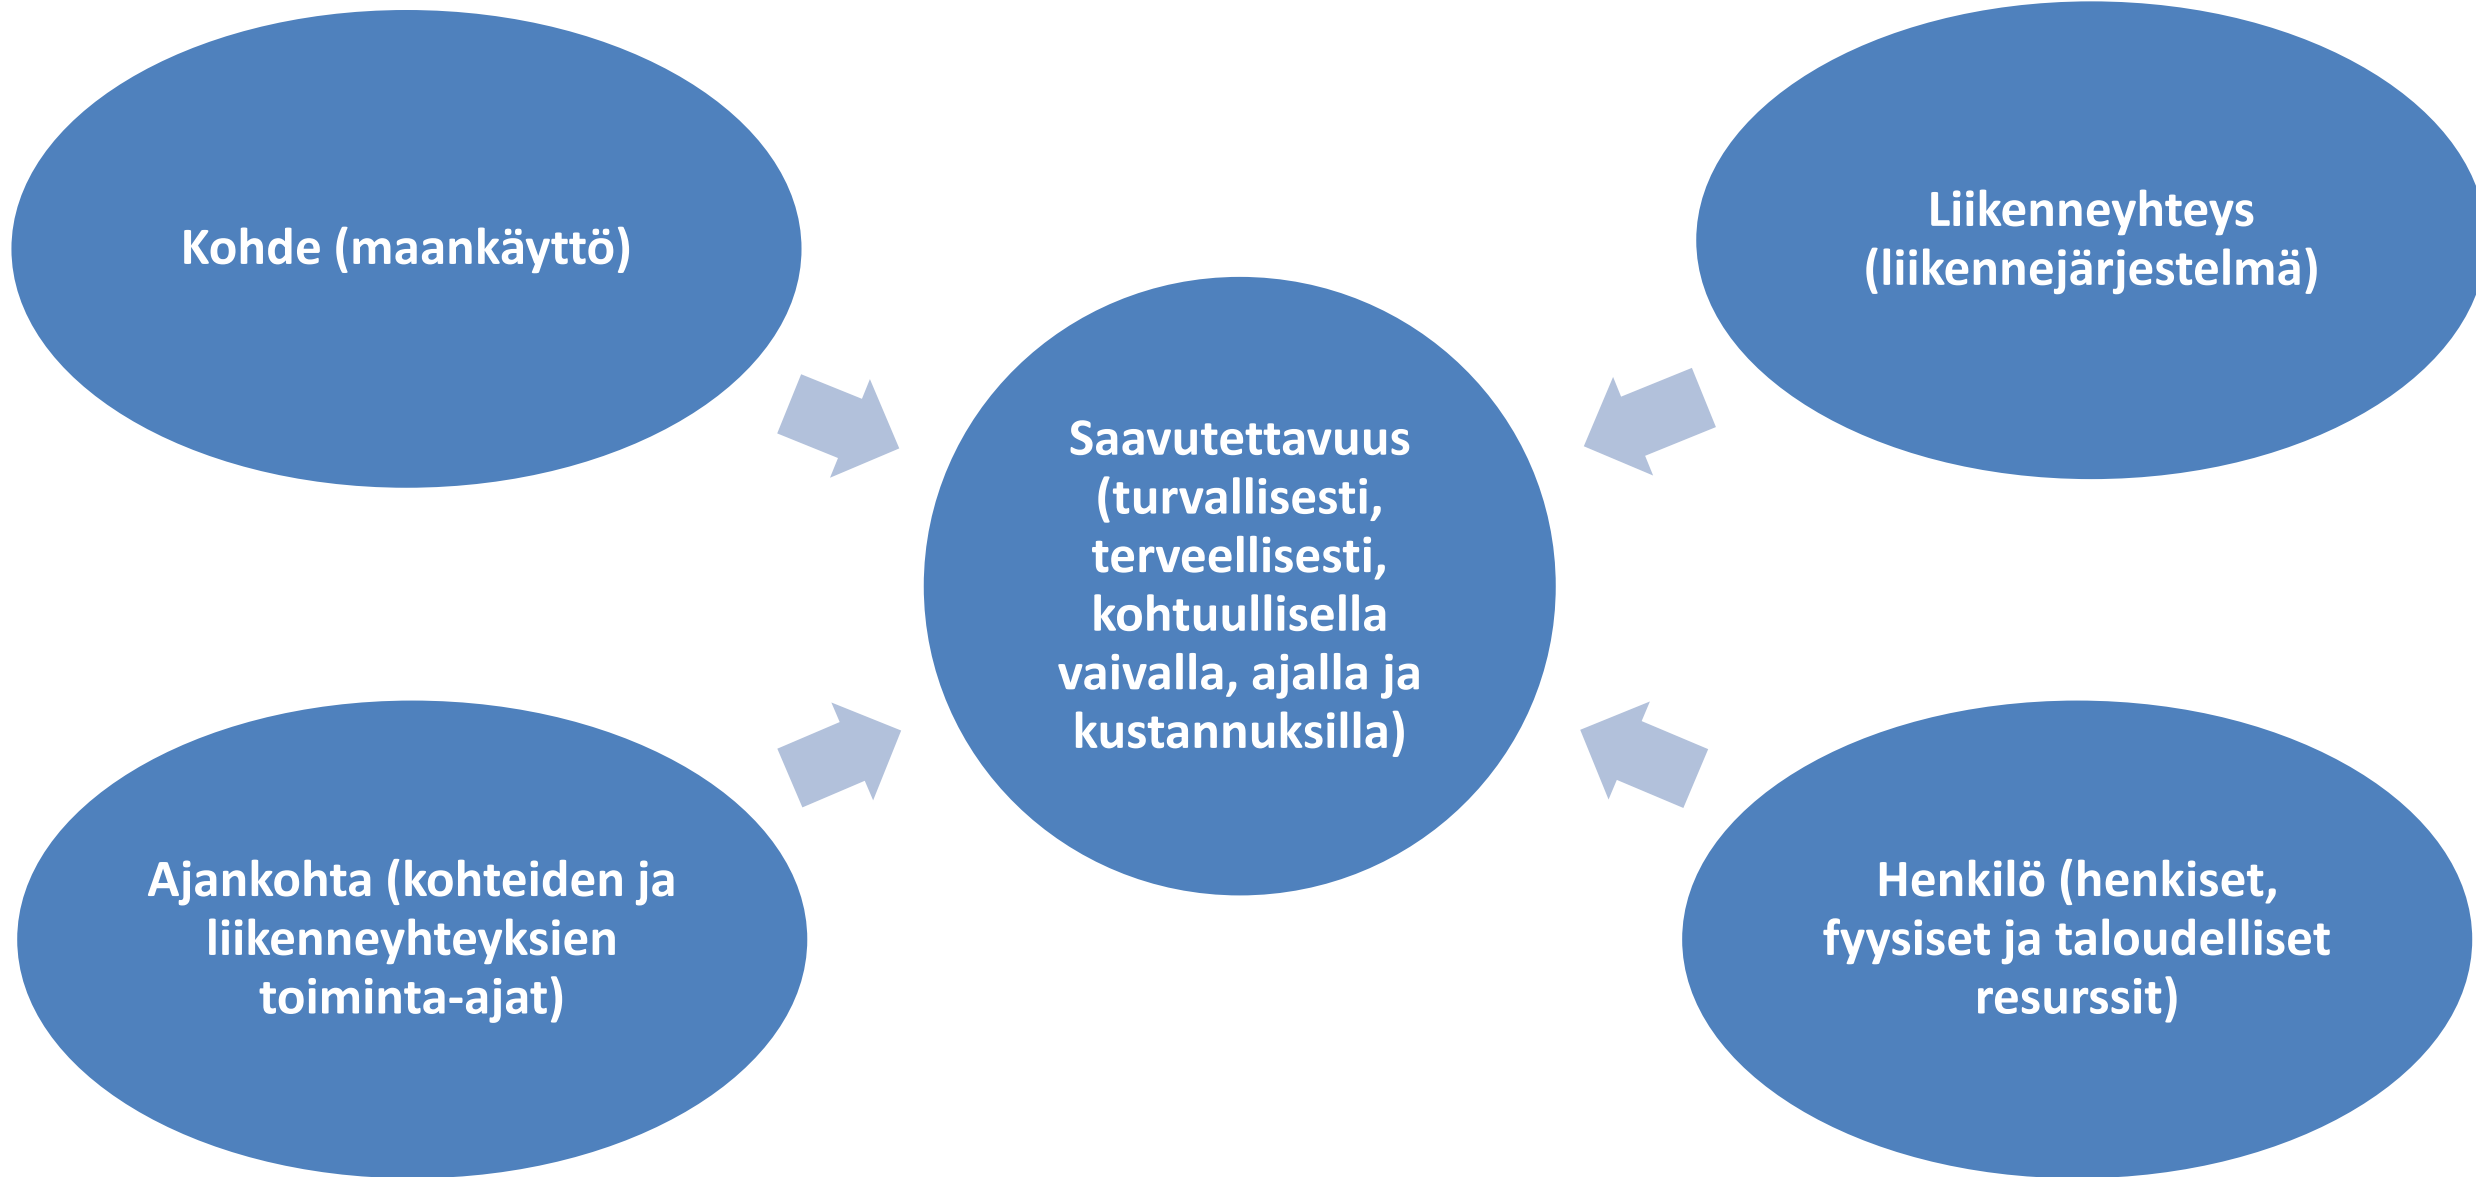 Kohde (maankäyttö)
Liikenneyhteys
(liikennejärjestelmä)
Saavutettavuus
(turvallisesti,
terveellisesti,
kohtuullisella
vaivalla, ajalla ja
kustannuksilla)
Ajankohta (kohteiden ja
liikenneyhteyksien
toiminta-ajat)
Henkilö (henkiset,
fyysiset ja taloudelliset
resurssit)